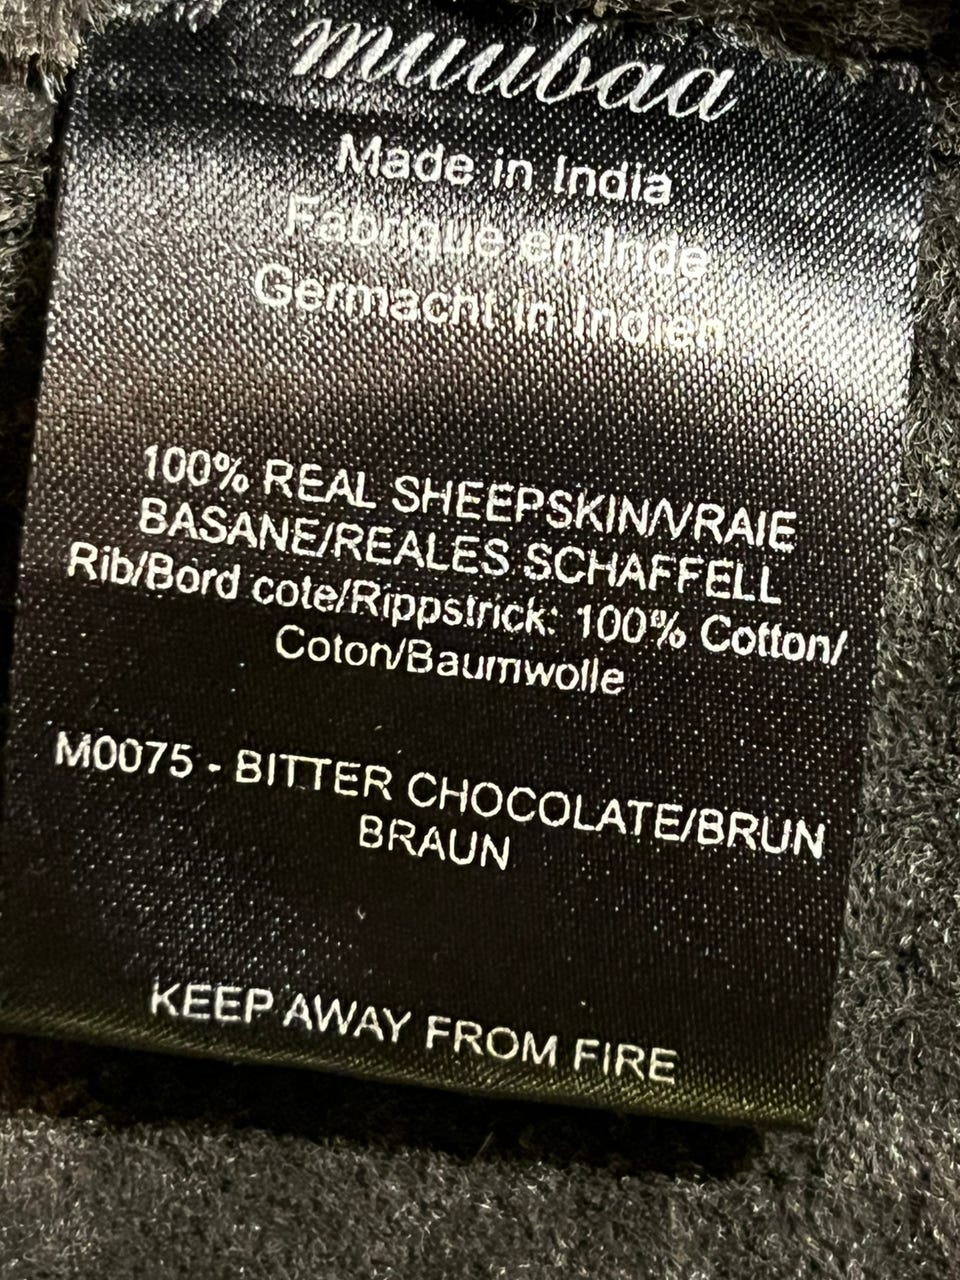 muubaa
Made in India
Fabrique en Inde
Germacht in Indien
100% REAL SHEEPSKIN/VRAIE
BASANE/REALES SCHAFFELL
Rib/Bord cote/Rippstrick: 100% Cotton/
Coton/Baumwolle
M0075 - BITTER CHOCOLATE/BRUN
BRAUN
KEEP AWAY FROM FIRE